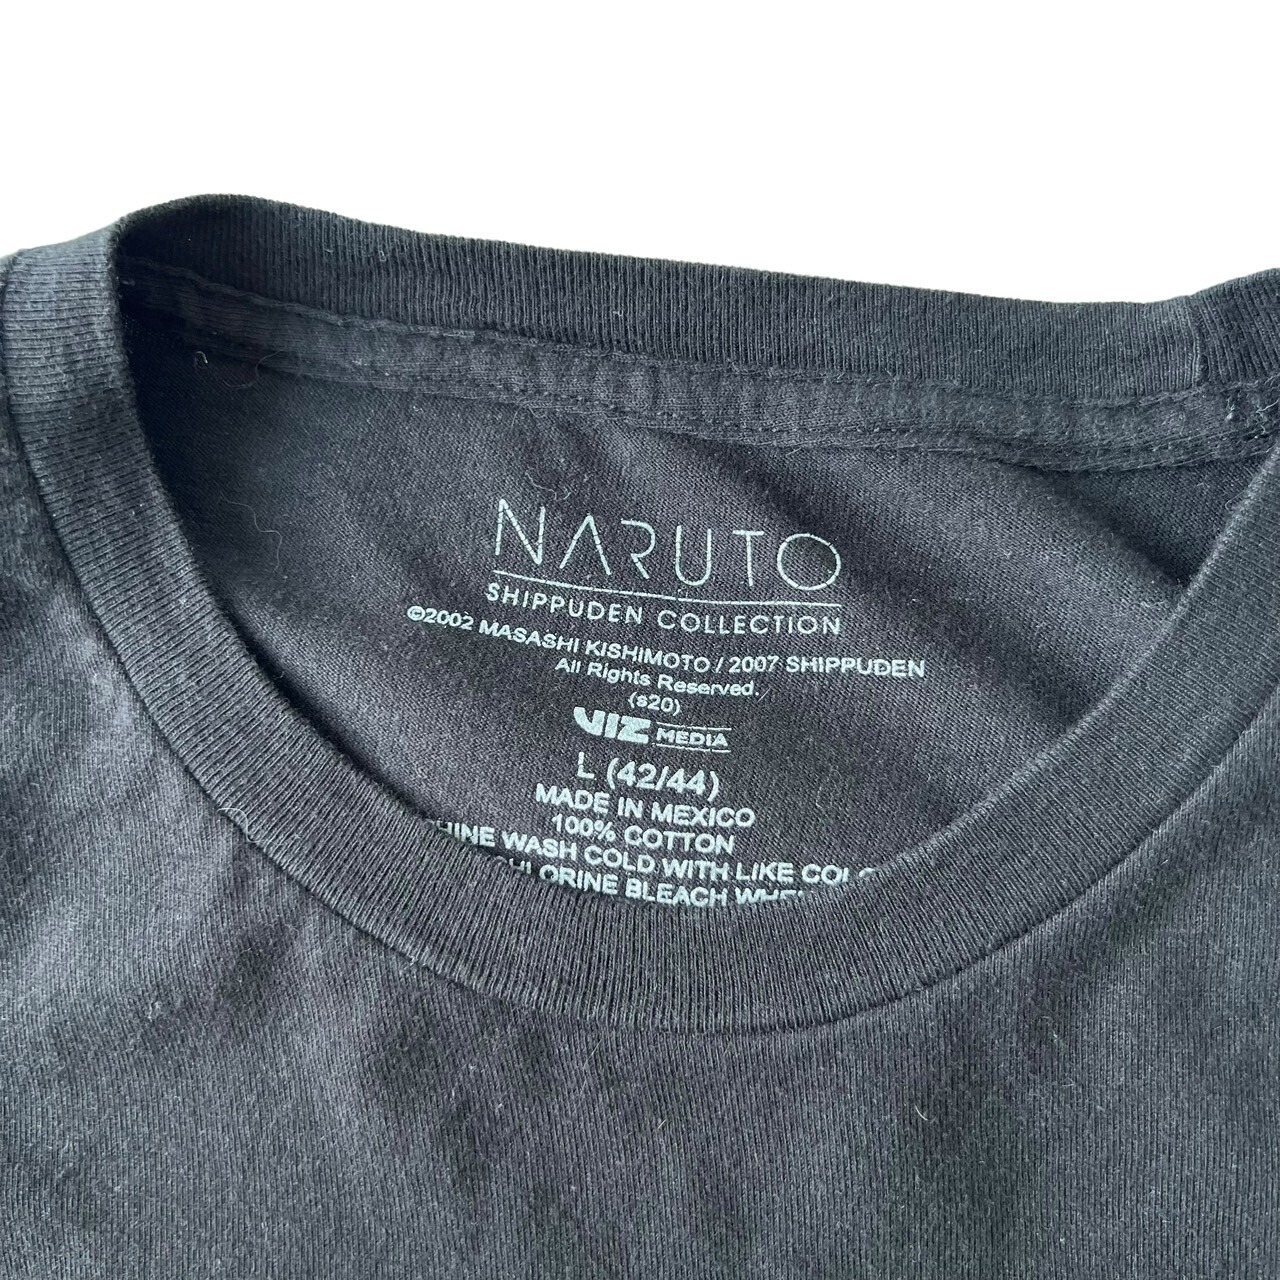 NARUTO
SHIPPUDEN COLLECTION
©2002 MASASHI KISHIMOTO / 2007 SHIPPUDEN
All Rights Reserved.
(s20)
VIZ MEDIA
L (42/44)
MADE IN MEXICO
100% COTTON
WASH COLD WITH LIKE
BLEACH